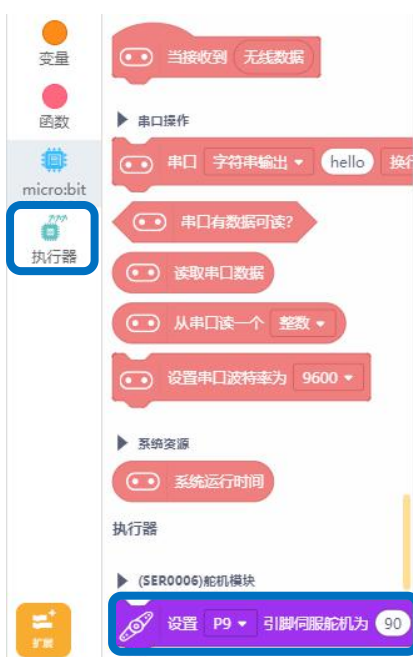 变量
函数
micro:bit
执行器
扩展
当接收到 无线数据
串口操作
串口 字符串输出 hello 换行
串口有数据可读?
读取串口数据
从串口读一个 整数
设置串口波特率为 9600
系统资源
系统运行时间
执行器
(SER0006)舵机模块
设置 P9 引脚伺服舵机为 90